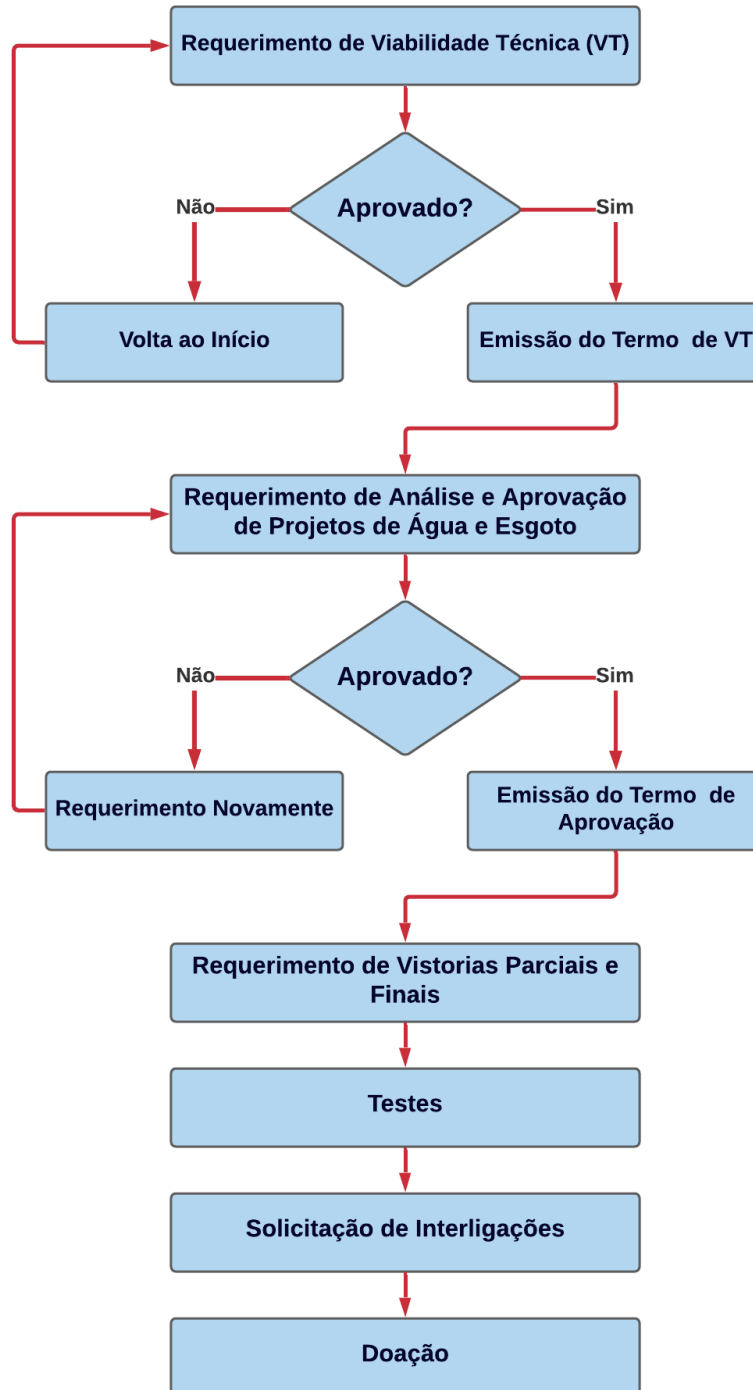 Requerimento de Viabilidade Técnica (VT)
Aprovado?
Não
Sim
Volta ao Início
Emissão do Termo de VT
Requerimento de Análise e Aprovação
de Projetos de Água e Esgoto
Aprovado?
Não
Sim
Requerimento Novamente
Emissão do Termo de
Aprovação
Requerimento de Vistorias Parciais e
Finais
Testes
Solicitação de Interligações
Doação